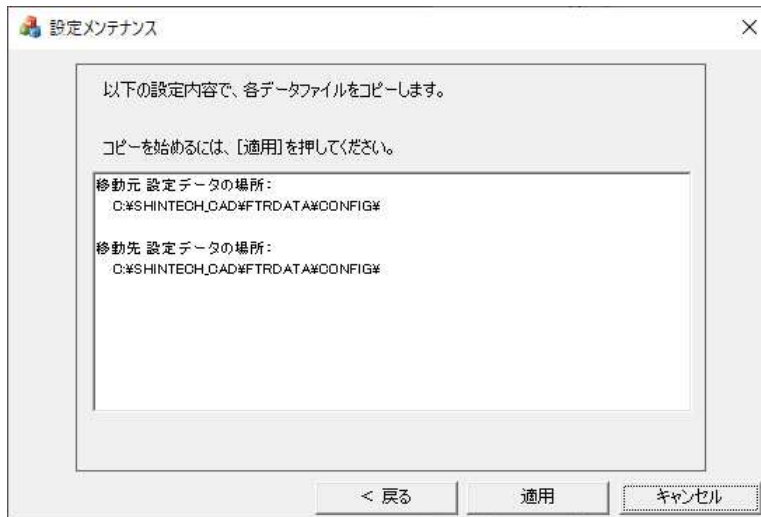 設定メンテナンス
以下の設定内容で、各データファイルをコピーします。
コピーを始めるには、[適用]を押してください。
移動元 設定データの場所:
C:¥SHINTECH_CAD¥FTRDATA¥CONFIG¥
移動先 設定データの場所:
C:¥SHINTECH_CAD¥FTRDATA¥CONFIG¥
< 戻る
適用
キャンセル